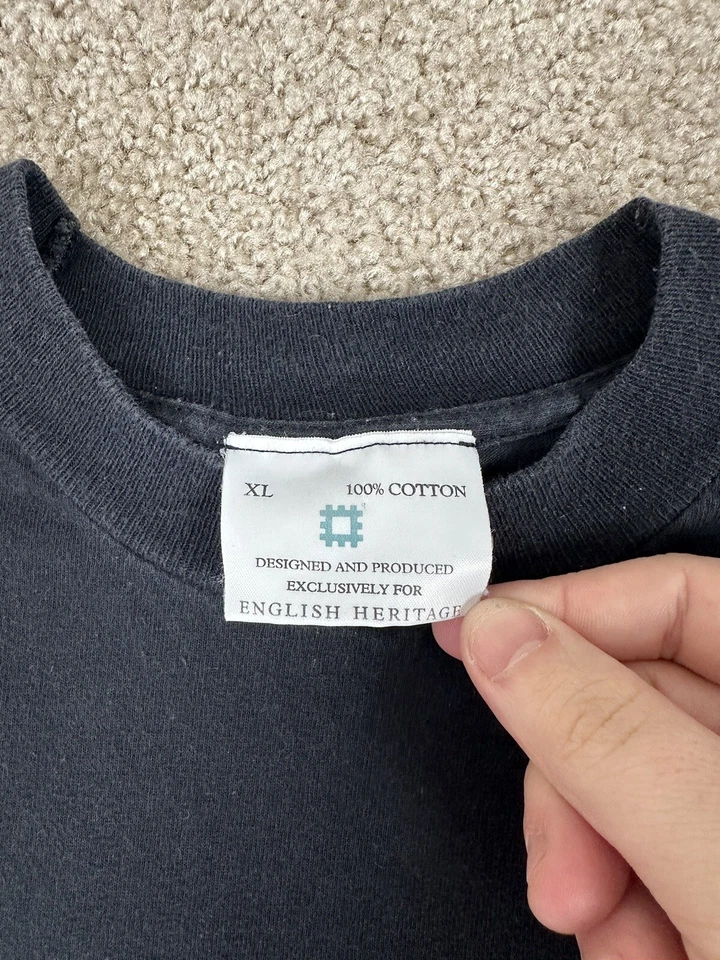 XL 100% COTTON
DESIGNED AND PRODUCED
EXCLUSIVELY FOR
ENGLISH HERITAGE